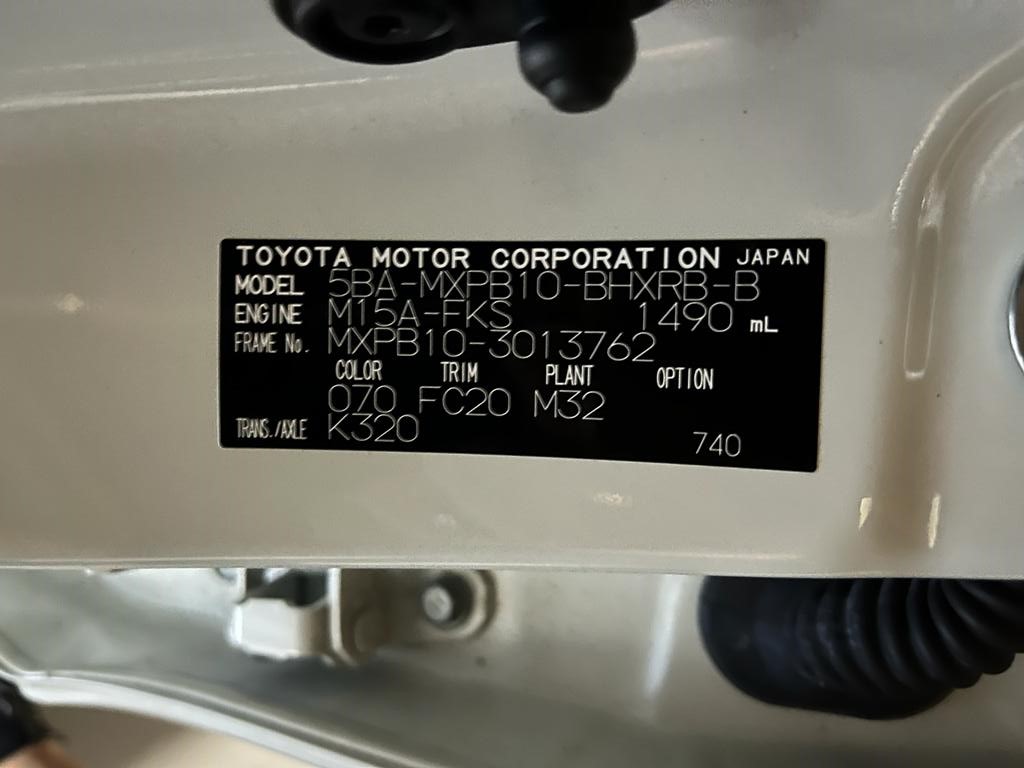 TOYOTA MOTOR CORPORATION JAPAN
MODEL 5BA-MXPB10-BHXRB-B
ENGINE M15A-FKS 1490 mL
FRAME No. MXPB10-3013762
COLOR TRIM PLANT OPTION
070 FC20 M32
TRANS./AXLE K320 740